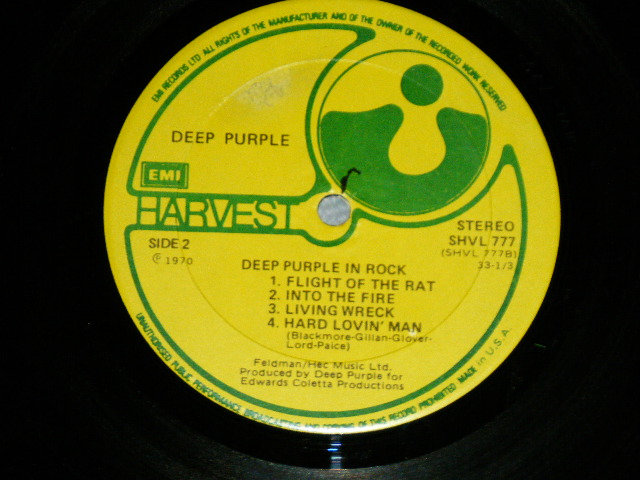 EMI RECORDS LTD ALL RIGHTS OF THE MANUFACTURER AND OF THE OWNER OF THE RECORDED WORK RESERVED
DEEP PURPLE
EMI
HARVEST
SIDE 2
℗ 1970
STEREO
SHVL 777
(SHVL 777B)
33-1/3
DEEP PURPLE IN ROCK
1. FLIGHT OF THE RAT
2. INTO THE FIRE
3. LIVING WRECK
4. HARD LOVIN' MAN
(Blackmore-Gillan-Glover-
Lord-Paice)
Feldman/Hec Music Ltd.
Produced by Deep Purple for
Edwards Coletta Productions
UNAUTHORISED PUBLIC PERFORMANCE BROADCASTING AND COPYING OF THIS RECORD PROHIBITED MADE in U.S.A.